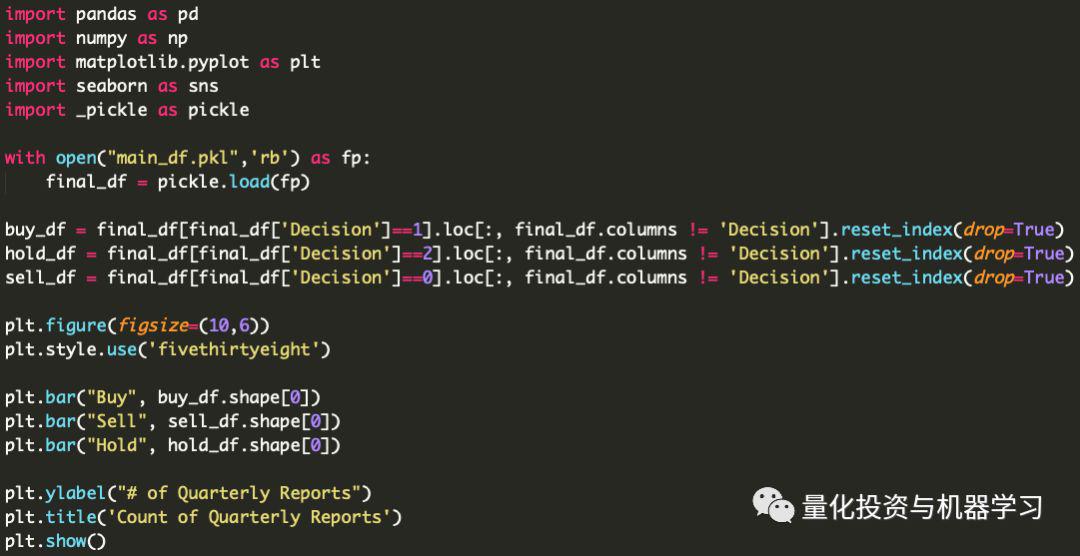 import pandas as pd
import numpy as np
import matplotlib.pyplot as plt
import seaborn as sns
import _pickle as pickle
with open("main_df.pkl",'rb') as fp:
    final_df = pickle.load(fp)
buy_df = final_df[final_df['Decision']==1].loc[:, final_df.columns != 'Decision'].reset_index(drop=True)
hold_df = final_df[final_df['Decision']==2].loc[:, final_df.columns != 'Decision'].reset_index(drop=True)
sell_df = final_df[final_df['Decision']==0].loc[:, final_df.columns != 'Decision'].reset_index(drop=True)
plt.figure(figsize=(10,6))
plt.style.use('fivethirtyeight')
plt.bar("Buy", buy_df.shape[0])
plt.bar("Sell", sell_df.shape[0])
plt.bar("Hold", hold_df.shape[0])
plt.ylabel("# of Quarterly Reports")
plt.title('Count of Quarterly Reports')
plt.show()
量化投资与机器学习